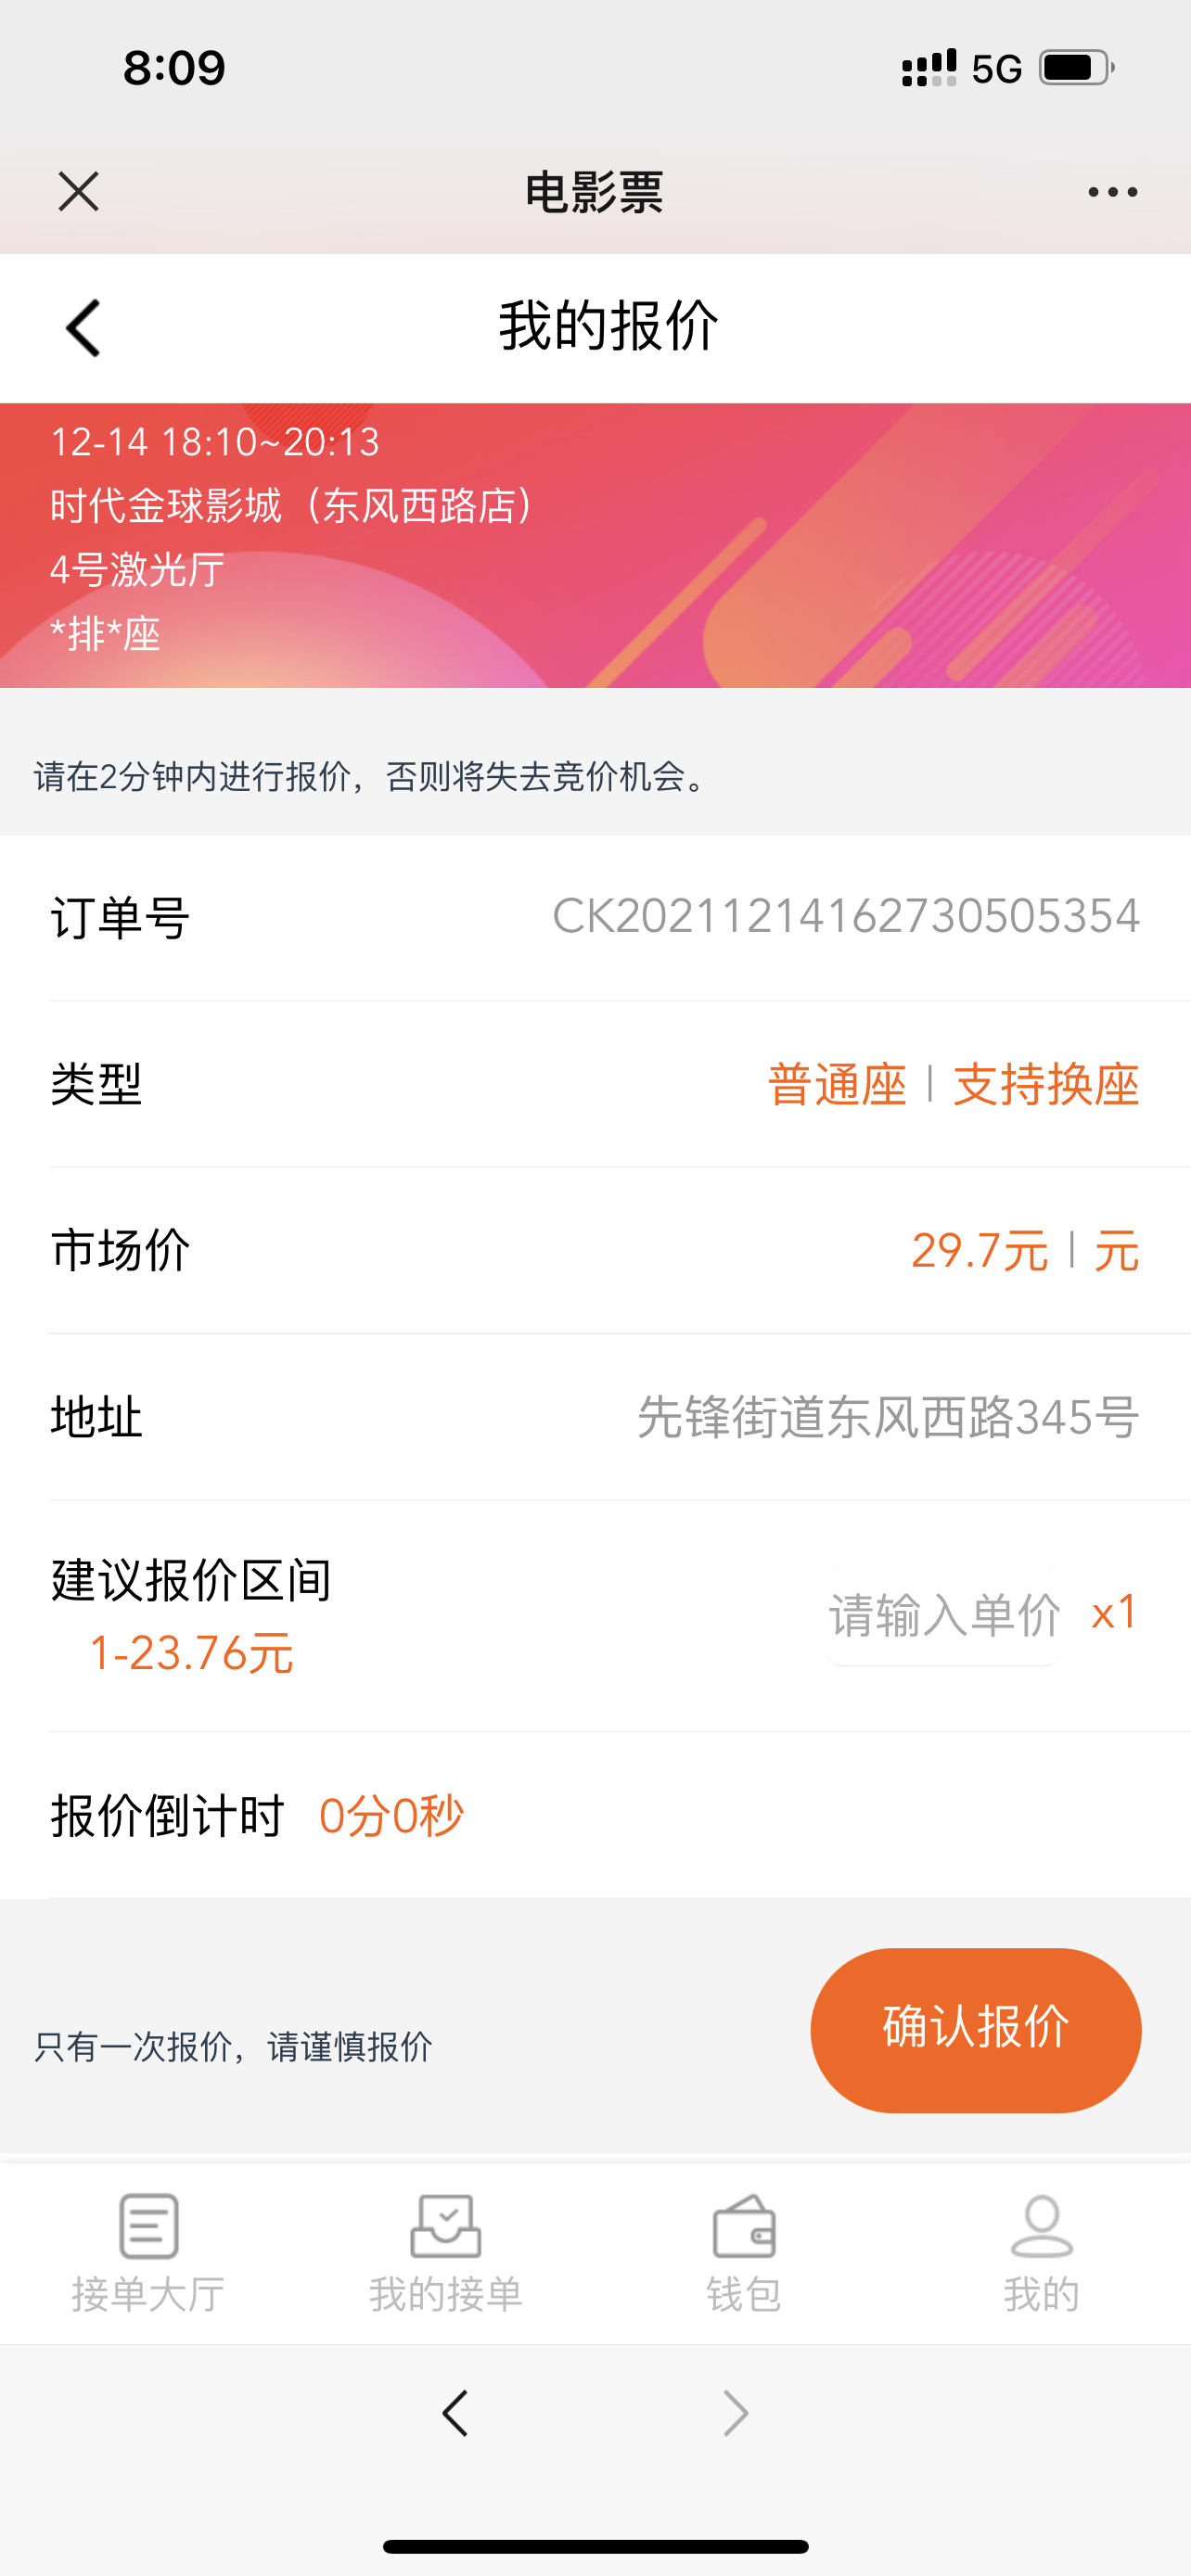 8:09
5G
电影票
我的报价
12-14 18:10~20:13
时代金球影城（东风西路店）
4号激光厅
*排*座
请在2分钟内进行报价，否则将失去竞价机会。
订单号 CK20211214162730505354
类型 普通座 | 支持换座
市场价 29.7元 | 元
地址 先锋街道东风西路345号
建议报价区间
1-23.76元
请输入单价 x1
报价倒计时 0分0秒
只有一次报价，请谨慎报价
确认报价
接单大厅 我的接单 钱包 我的